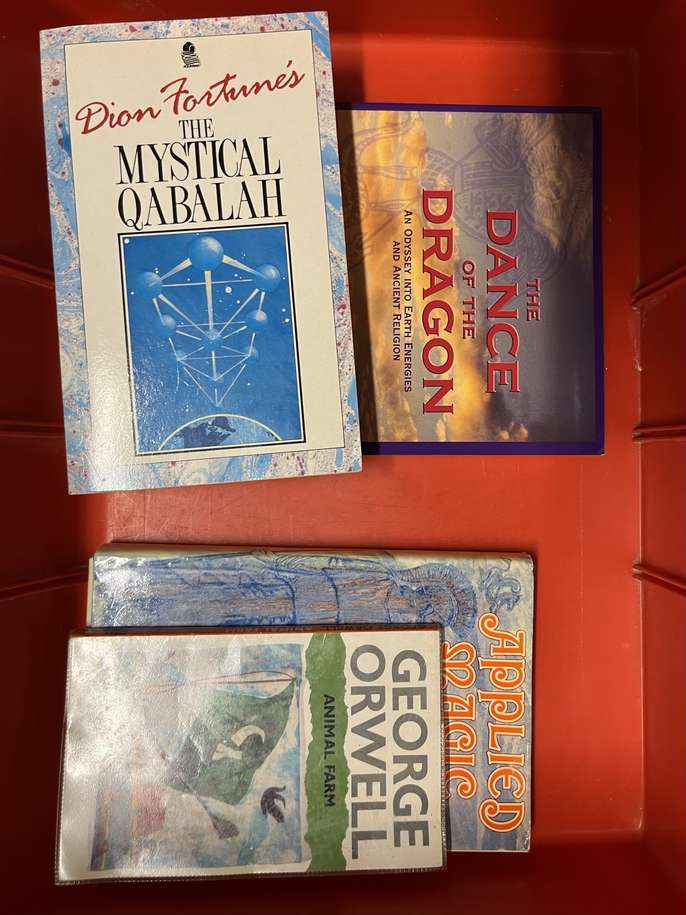 Dion Fortune's
THE
MYSTICAL
QABALAH
THE
DANCE
OF THE
DRAGON
AN ODYSSEY INTO EARTH ENERGIES
AND ANCIENT RELIGION
APPLIED
MAGIC
GEORGE
ORWELL
ANIMAL FARM